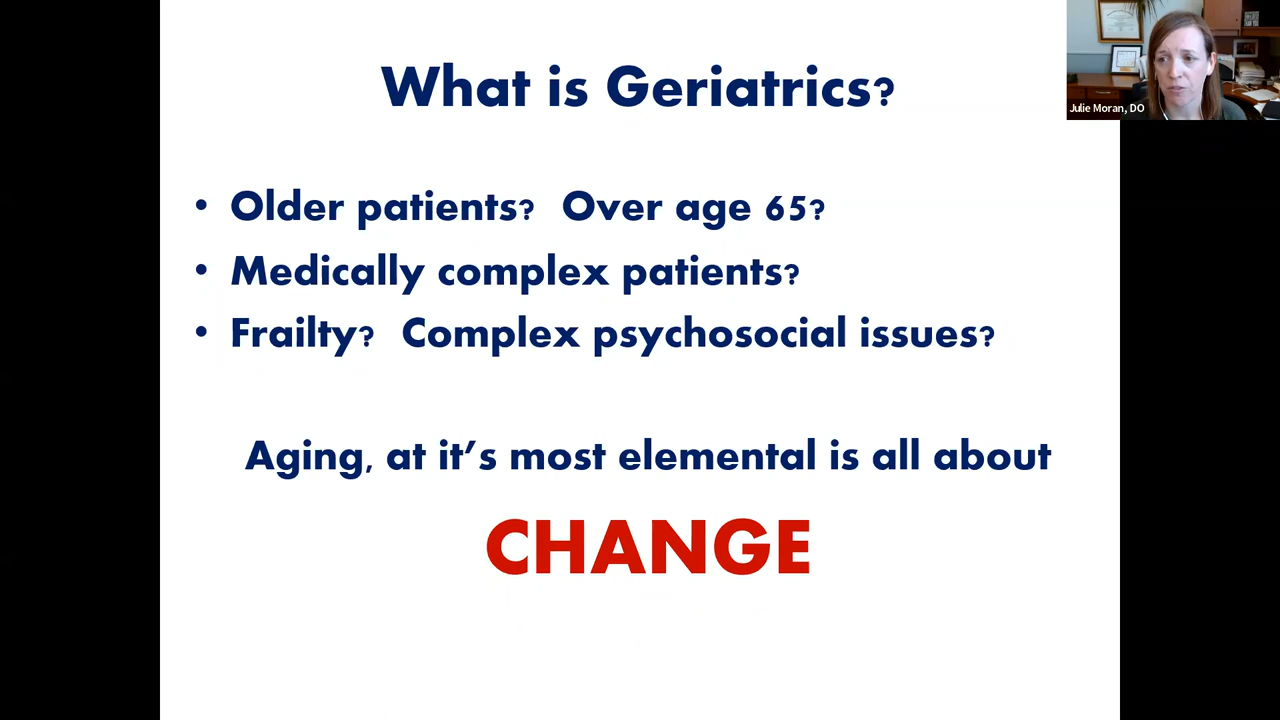 What is Geriatrics?
Julie Moran, DO
• Older patients? Over age 65?
• Medically complex patients?
• Frailty? Complex psychosocial issues?
Aging, at it’s most elemental is all about
CHANGE